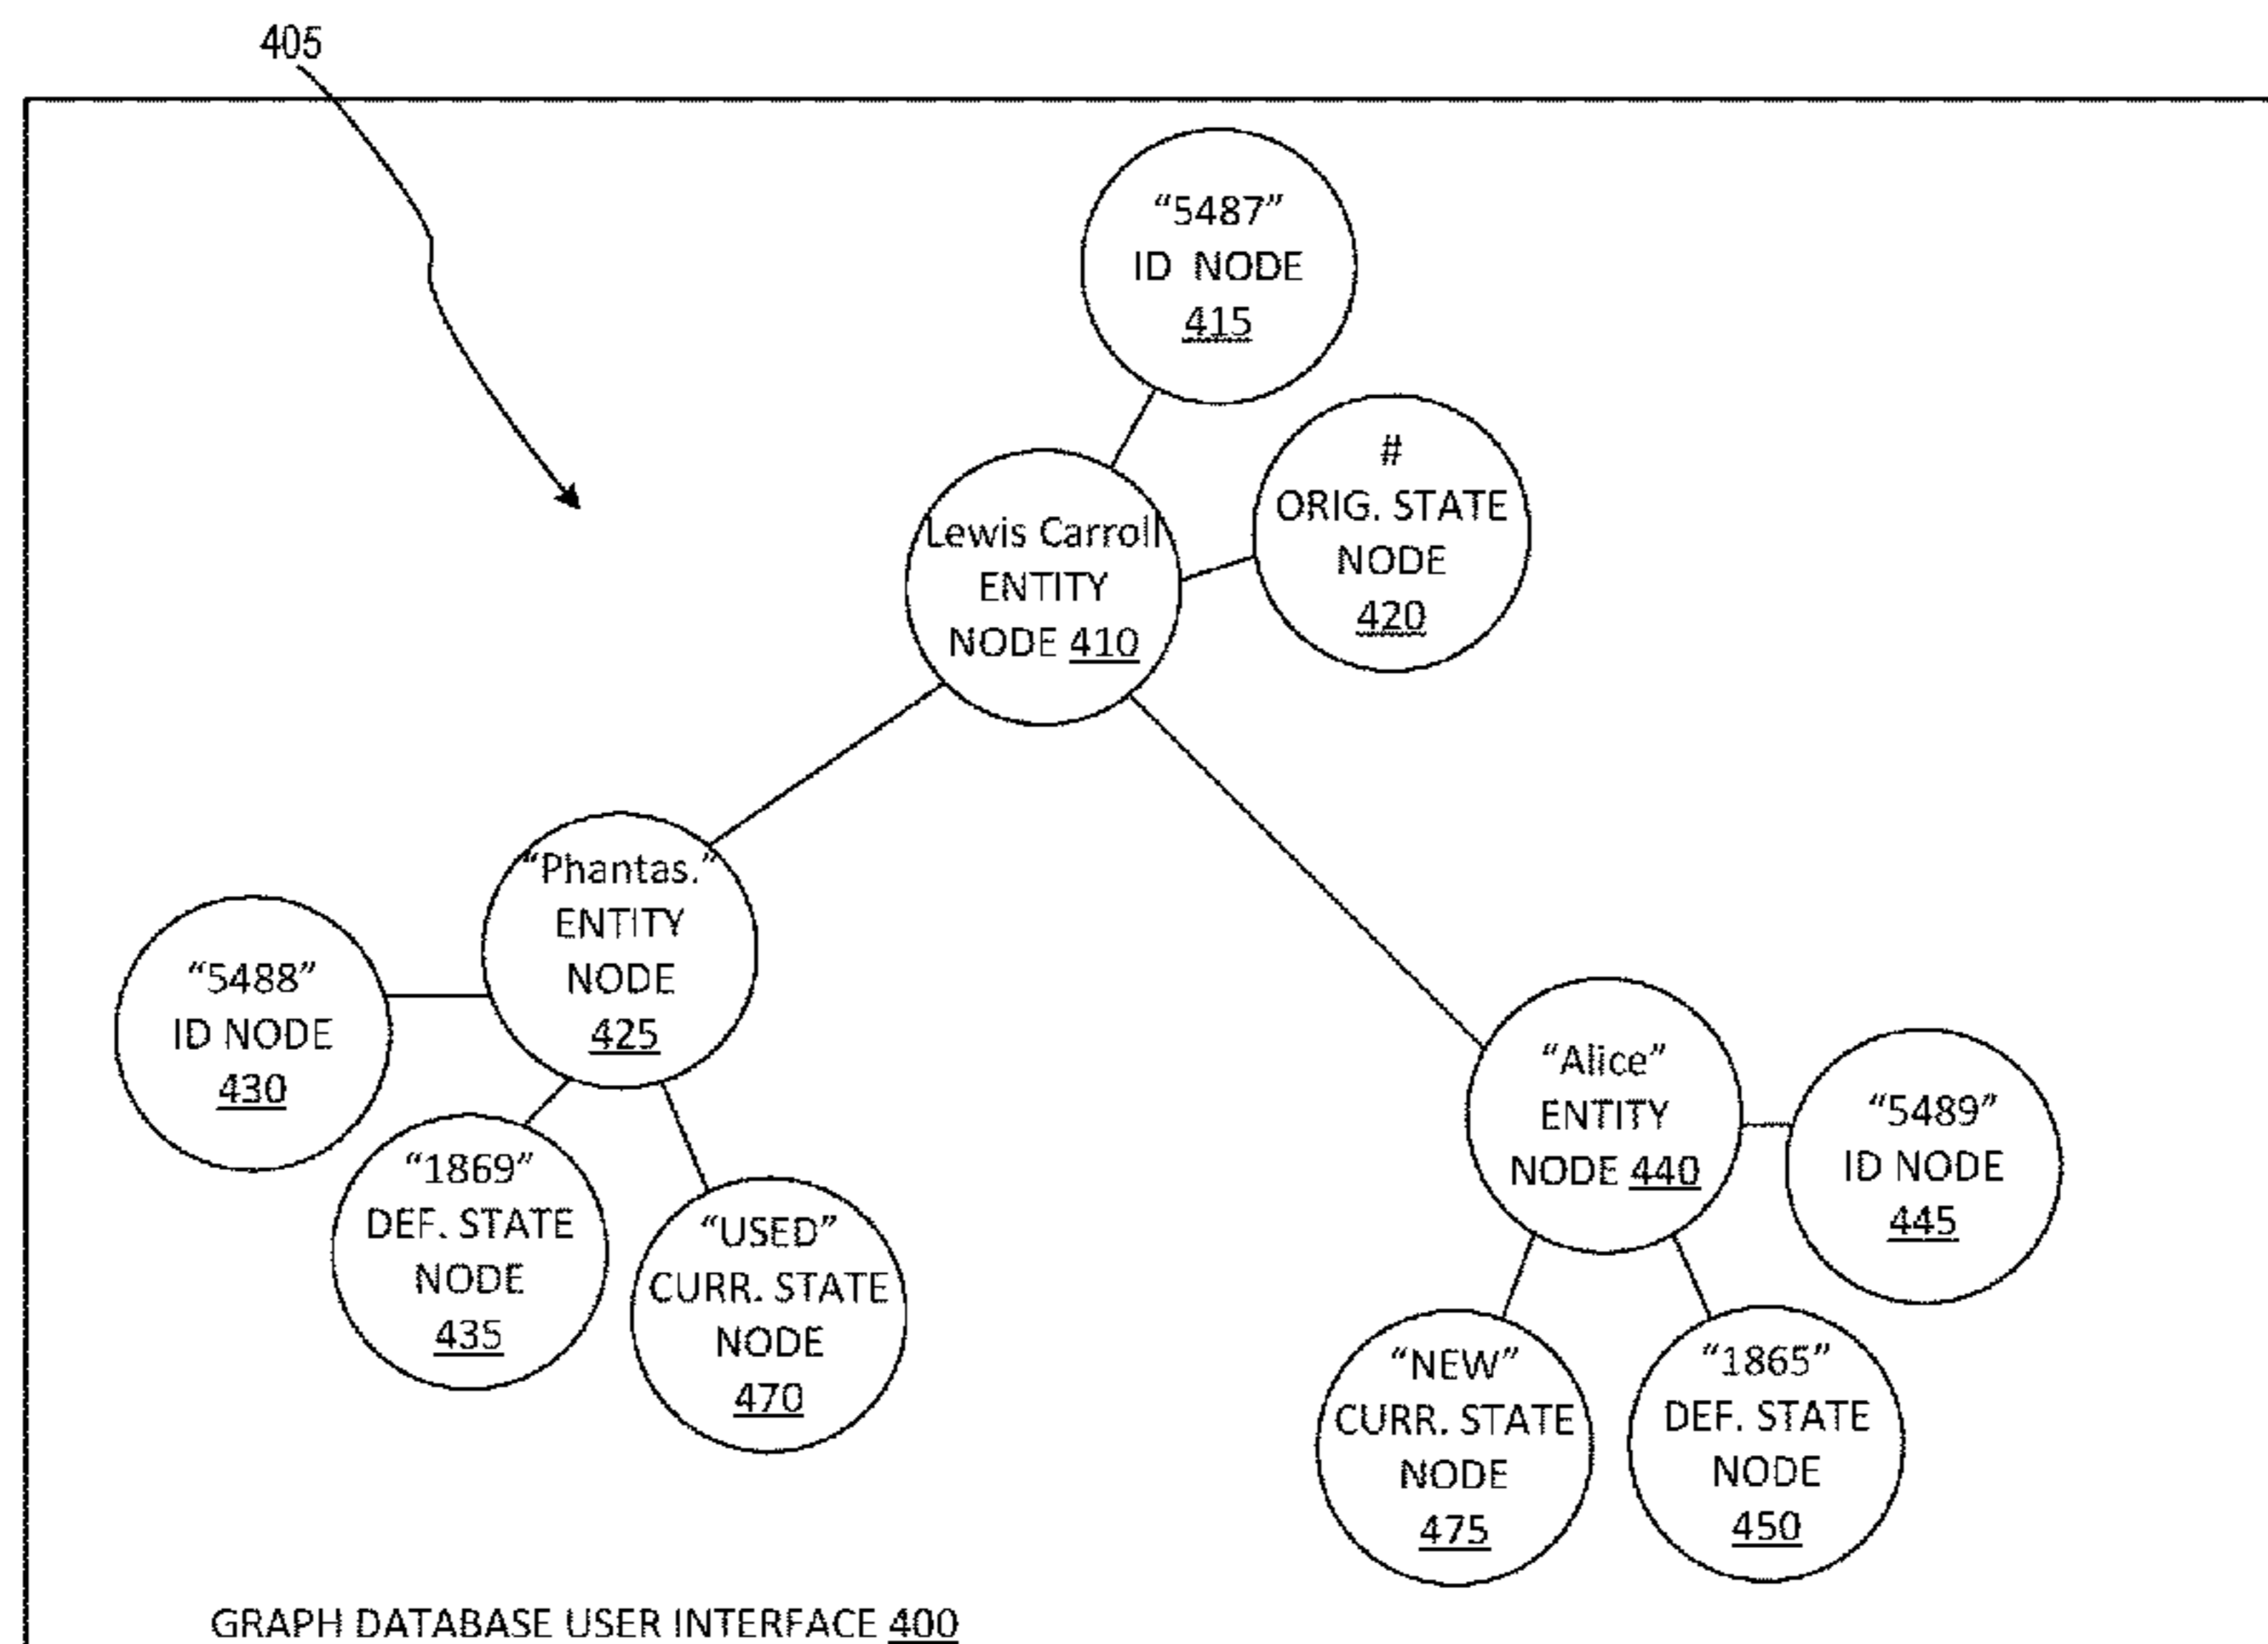 405
“5487”
ID NODE
415
#
ORIG. STATE
NODE
420
Lewis Carroll
ENTITY
NODE 410
“Phantas.”
ENTITY
NODE
425
“5488”
ID NODE
430
“1869”
DEF. STATE
NODE
435
“USED”
CURR. STATE
NODE
470
“Alice”
ENTITY
NODE 440
“5489”
ID NODE
445
“NEW”
CURR. STATE
NODE
475
“1865”
DEF. STATE
NODE
450
GRAPH DATABASE USER INTERFACE 400